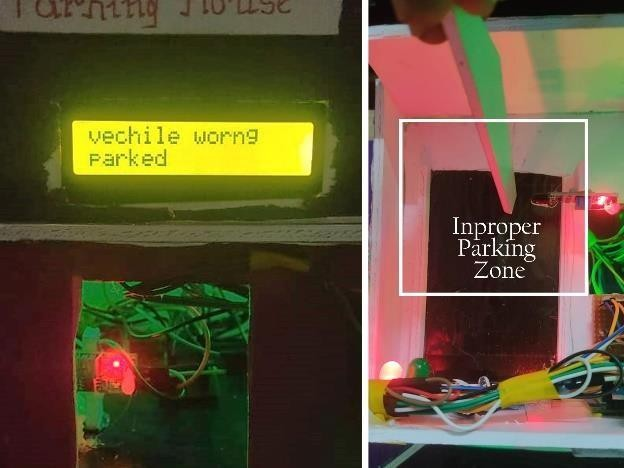 Parking House
vechile worng
parked
Inproper
Parking
Zone